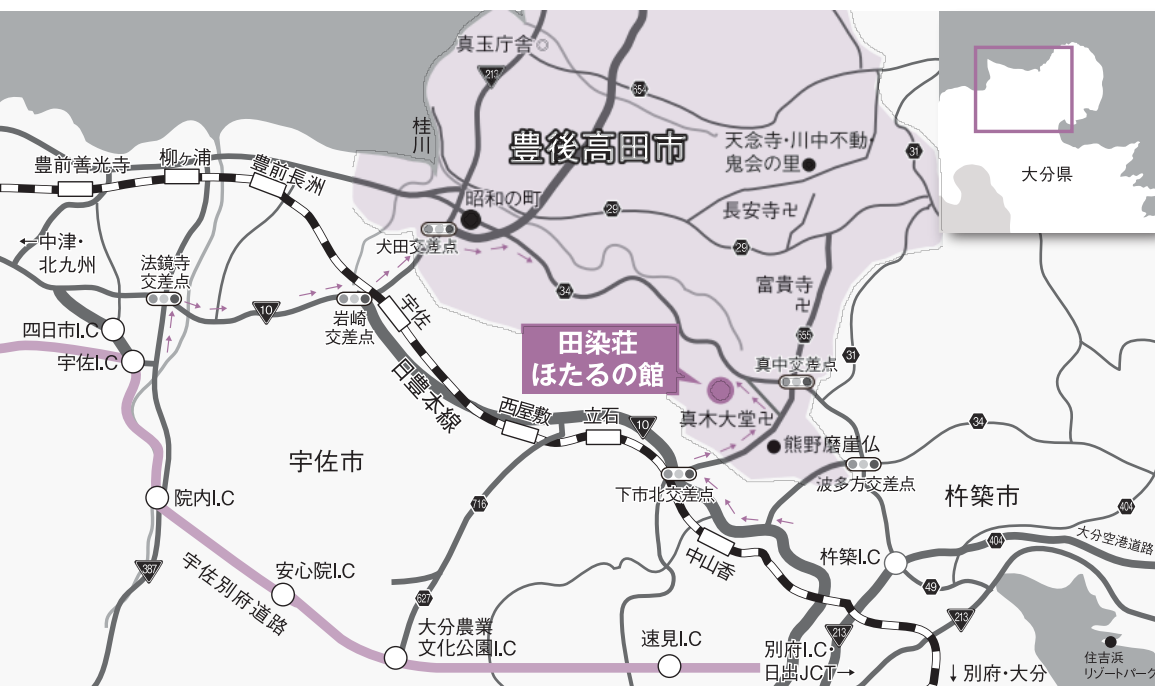 真玉庁舎
213
654
桂川
豊後高田市
天念寺・川中不動・
鬼会の里
31
大分県
豊前善光寺
柳ヶ浦
豊前長洲
昭和の町
29
長安寺卍
29
犬田交差点
←中津・
北九州
法鏡寺
交差点
10
岩崎
交差点
宇佐
34
富貴寺
卍
655
31
四日市I.C
宇佐I.C
日豊本線
田染荘
ほたるの館
真中交差点
真木大堂卍
西屋敷
立石
10
34
熊野磨崖仏
宇佐市
下市北交差点
波多方交差点
杵築市
院内I.C
716
404
大分空港道路
404
中山香
杵築I.C
387
宇佐別府道路
安心院I.C
49
627
213
213
大分農業
文化公園I.C
速見I.C
別府I.C・
日出JCT→
↓別府・大分
住吉浜
リゾートパーク